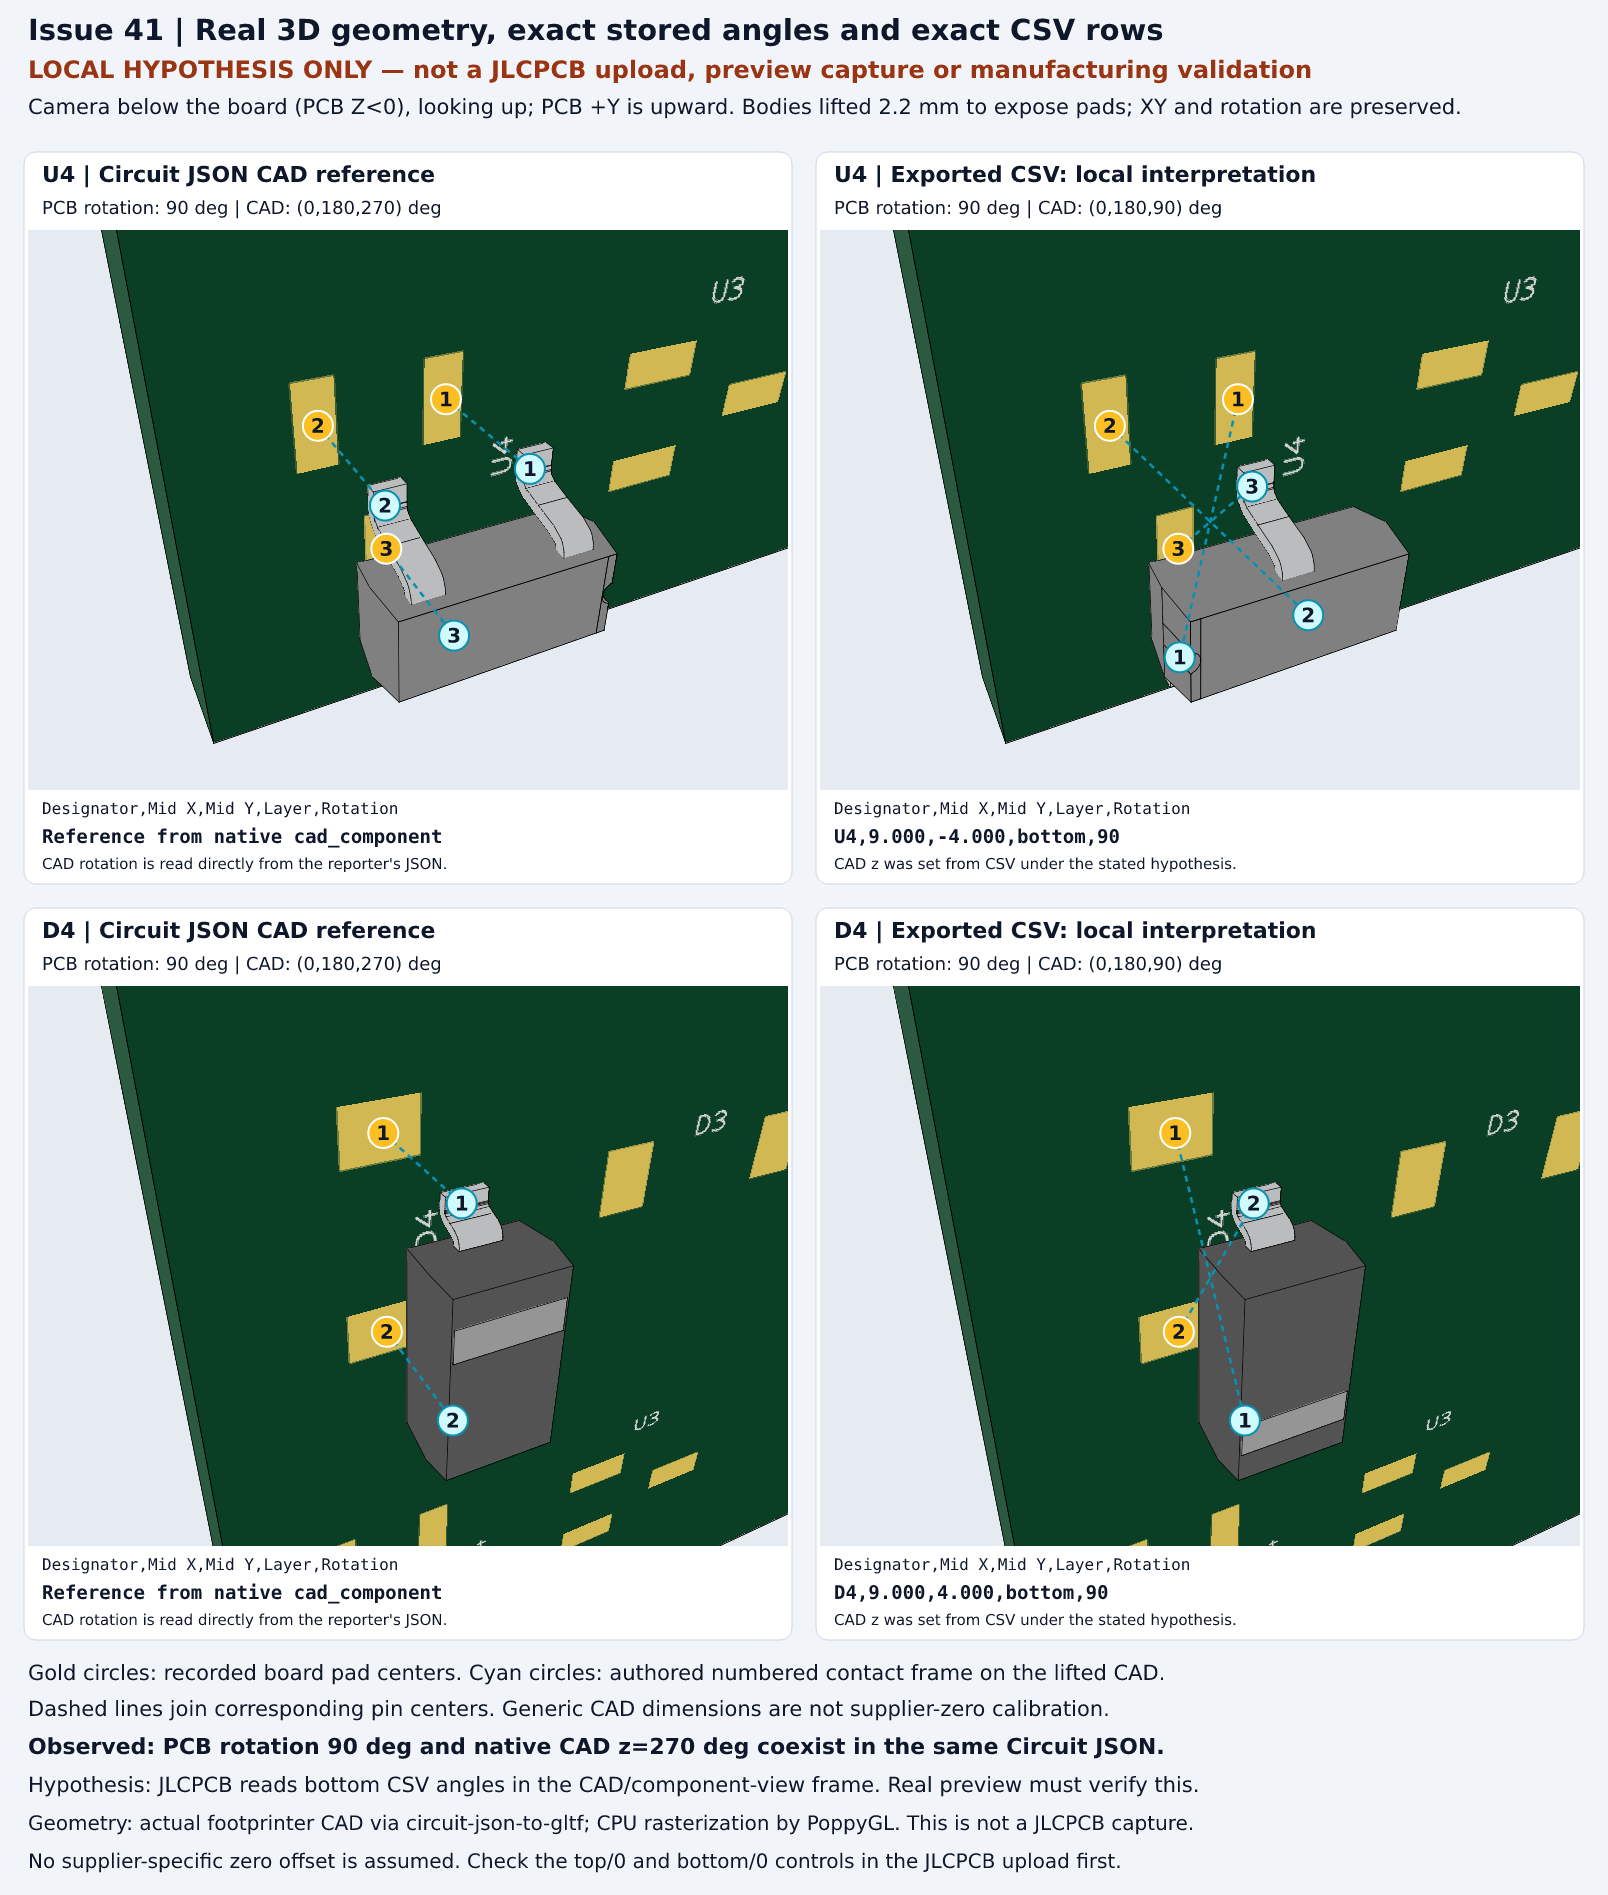 Issue 41 | Real 3D geometry, exact stored angles and exact CSV rows
LOCAL HYPOTHESIS ONLY — not a JLCPCB upload, preview capture or manufacturing validation
Camera below the board (PCB Z<0), looking up; PCB +Y is upward. Bodies lifted 2.2 mm to expose pads; XY and rotation are preserved.
U4 | Circuit JSON CAD reference
PCB rotation: 90 deg | CAD: (0,180,270) deg
U3
1
2
U4
1
2
3
3
Designator,Mid X,Mid Y,Layer,Rotation
Reference from native cad_component
CAD rotation is read directly from the reporter's JSON.
U4 | Exported CSV: local interpretation
PCB rotation: 90 deg | CAD: (0,180,90) deg
U3
1
2
U4
3
3
2
1
Designator,Mid X,Mid Y,Layer,Rotation
U4,9.000,-4.000,bottom,90
CAD z was set from CSV under the stated hypothesis.
D4 | Circuit JSON CAD reference
PCB rotation: 90 deg | CAD: (0,180,270) deg
D3
1
1
D4
2
2
U3
Designator,Mid X,Mid Y,Layer,Rotation
Reference from native cad_component
CAD rotation is read directly from the reporter's JSON.
D4 | Exported CSV: local interpretation
PCB rotation: 90 deg | CAD: (0,180,90) deg
D3
1
2
D4
2
1
U3
Designator,Mid X,Mid Y,Layer,Rotation
D4,9.000,4.000,bottom,90
CAD z was set from CSV under the stated hypothesis.
Gold circles: recorded board pad centers. Cyan circles: authored numbered contact frame on the lifted CAD.
Dashed lines join corresponding pin centers. Generic CAD dimensions are not supplier-zero calibration.
Observed: PCB rotation 90 deg and native CAD z=270 deg coexist in the same Circuit JSON.
Hypothesis: JLCPCB reads bottom CSV angles in the CAD/component-view frame. Real preview must verify this.
Geometry: actual footprinter CAD via circuit-json-to-gltf; CPU rasterization by PoppyGL. This is not a JLCPCB capture.
No supplier-specific zero offset is assumed. Check the top/0 and bottom/0 controls in the JLCPCB upload first.